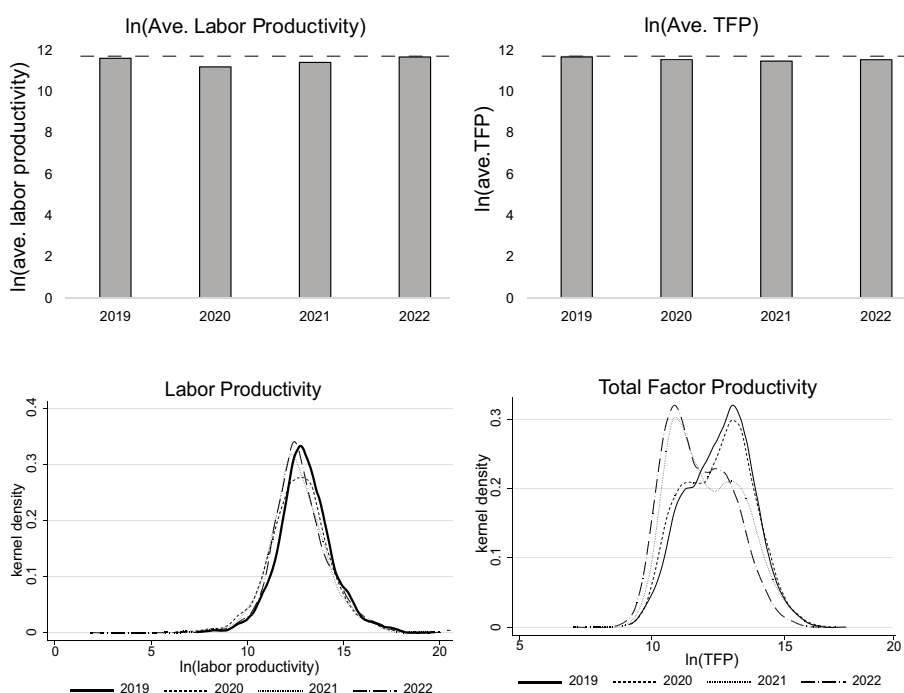 ln(Ave. Labor Productivity)
ln(ave. labor productivity)
12
10
8
6
4
2
0
2019 2020 2021 2022
ln(Ave. TFP)
ln(ave.TFP)
12
10
8
6
4
2
0
2019 2020 2021 2022
Labor Productivity
kernel density
0.4
0.3
0.2
0.1
0
0 5 10 15 20
ln(labor productivity)
2019 2020 2021 2022
Total Factor Productivity
kernel density
0.3
0.2
0.1
0
5 10 15 20
ln(TFP)
2019 2020 2021 2022